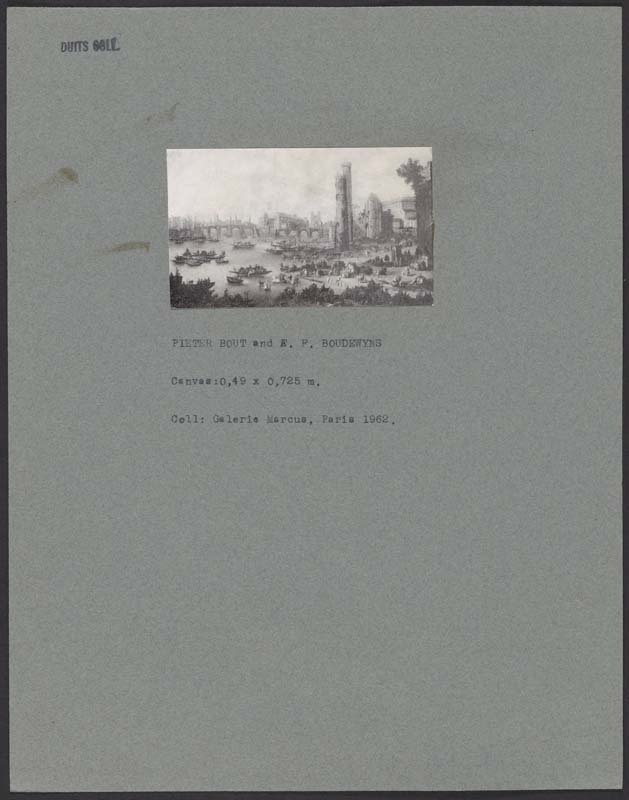 DUITS COLL.
PIETER BOUT and A. F. BOUDEWYNS
Canvas:0,49 x 0,725 m.
Coll: Galerie Marcus, Paris 1962.